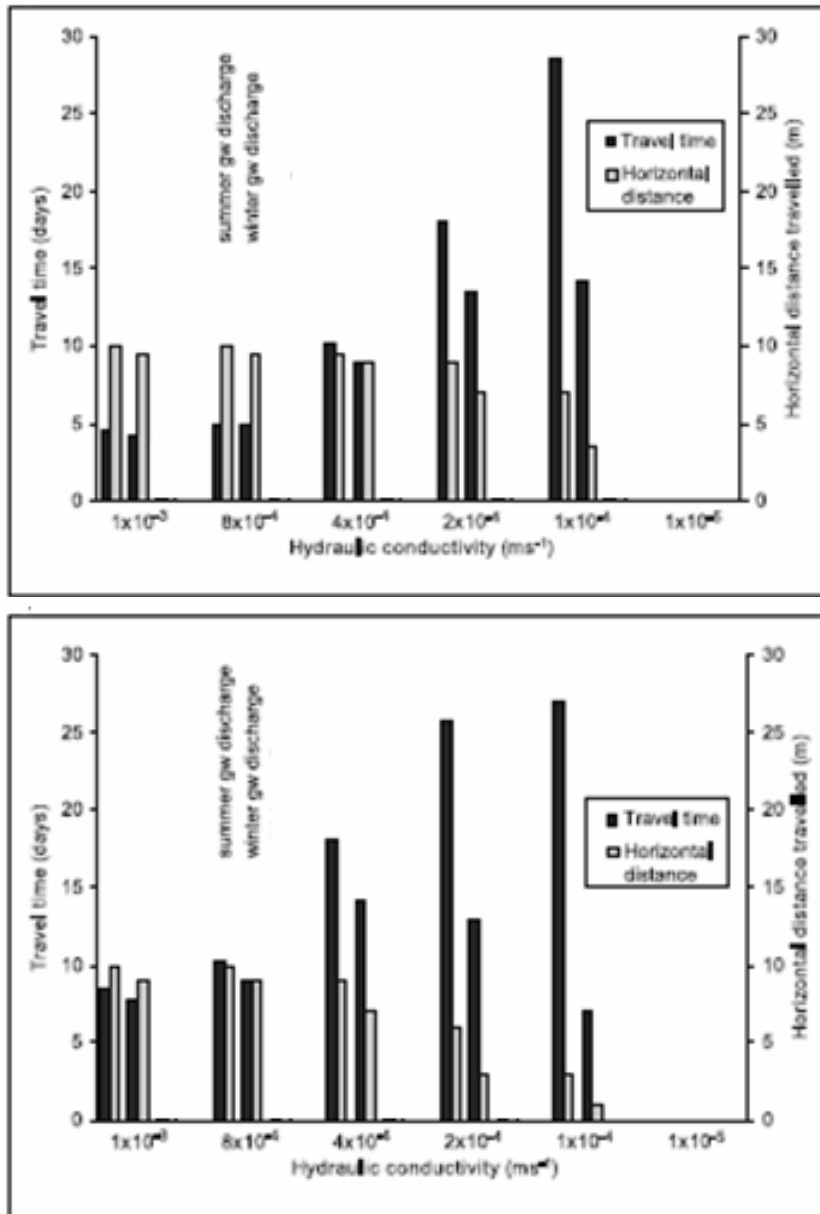 30
25
20
15
10
5
0
Travel time (days)
summer gw discharge
winter gw discharge
Travel time
Horizontal
distance
30
25
20
15
10
5
0
Horizontal distance travelled (m)
1x10⁻³
8x10⁻⁴
4x10⁻⁴
2x10⁻⁴
1x10⁻⁴
1x10⁻⁵
Hydraulic conductivity (ms⁻¹)
30
25
20
15
10
5
0
Travel time (days)
summer gw discharge
winter gw discharge
Travel time
Horizontal
distance
30
25
20
15
10
5
0
Horizontal distance travelled (m)
1x10⁻³
8x10⁻⁴
4x10⁻⁴
2x10⁻⁴
1x10⁻⁴
1x10⁻⁵
Hydraulic conductivity (ms⁻¹)